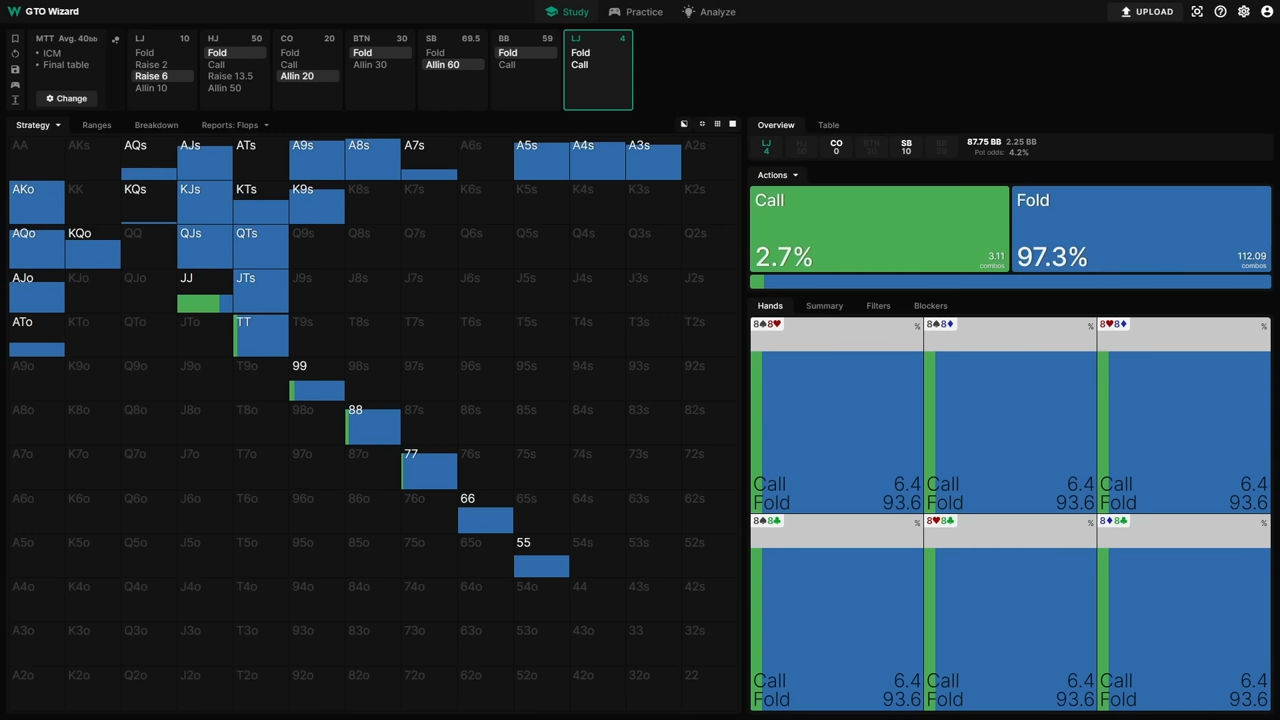 GTO Wizard
Study
Practice
Analyze
UPLOAD
MTT Avg. 40bb
• ICM
• Final table
Change
LJ 10
Fold
Raise 2
Raise 6
Allin 10
HJ 50
Fold
Call
Raise 13.5
Allin 50
CO 20
Fold
Call
Allin 20
BTN 30
Fold
Allin 30
SB 69.5
Fold
Allin 60
BB 59
Fold
Call
LJ 4
Fold
Call
Strategy Ranges Breakdown Reports: Flops
AA AKs AQs AJs ATs A9s A8s A7s A6s A5s A4s A3s A2s
AKo KK KQs KJs KTs K9s K8s K7s K6s K5s K4s K3s K2s
AQo KQo QQ QJs QTs Q9s Q8s Q7s Q6s Q5s Q4s Q3s Q2s
AJo KJo QJo JJ JTs J9s J8s J7s J6s J5s J4s J3s J2s
ATo KTo QTo JTo TT T9s T8s T7s T6s T5s T4s T3s T2s
A9o K9o Q9o J9o T9o 99 98s 97s 96s 95s 94s 93s 92s
A8o K8o Q8o J8o T8o 98o 88 87s 86s 85s 84s 83s 82s
A7o K7o Q7o J7o T7o 97o 87o 77 76s 75s 74s 73s 72s
A6o K6o Q6o J6o T6o 96o 86o 76o 66 65s 64s 63s 62s
A5o K5o Q5o J5o T5o 95o 85o 75o 65o 55 54s 53s 52s
A4o K4o Q4o J4o T4o 94o 84o 74o 64o 54o 44 43s 42s
A3o K3o Q3o J3o T3o 93o 83o 73o 63o 53o 43o 33 32s
A2o K2o Q2o J2o T2o 92o 82o 72o 62o 52o 42o 32o 22
Overview Table
LJ HJ CO BTN SB BB
4 50 0 30 10 59
87.75 BB 2.25 BB
Pot odds: 4.2%
Actions
Call
2.7%
3.11
combos
Fold
97.3%
112.09
combos
Hands Summary Filters Blockers
8♠8♥ % 8♠8♦ % 8♥8♦ %
Call 6.4 Call 6.4 Call 6.4
Fold 93.6 Fold 93.6 Fold 93.6
8♠8♣ % 8♥8♣ % 8♦8♣ %
Call 6.4 Call 6.4 Call 6.4
Fold 93.6 Fold 93.6 Fold 93.6